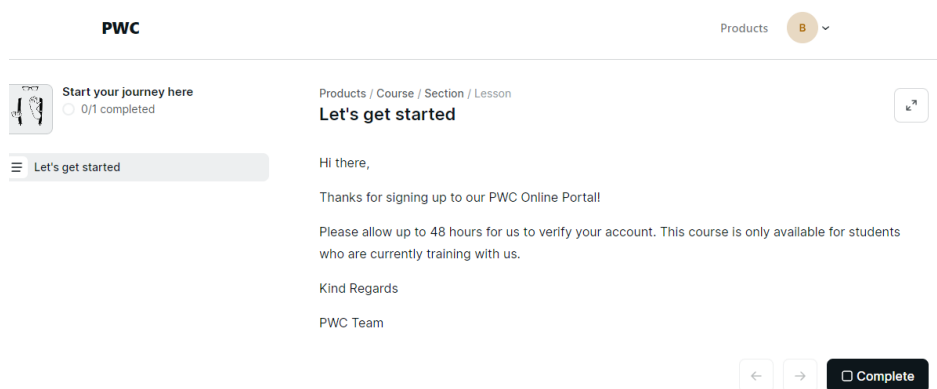 PWC
Products
B
Start your journey here
0/1 completed
Let's get started
Products / Course / Section / Lesson
Let's get started
Hi there,
Thanks for signing up to our PWC Online Portal!
Please allow up to 48 hours for us to verify your account. This course is only available for students
who are currently training with us.
Kind Regards
PWC Team
Complete